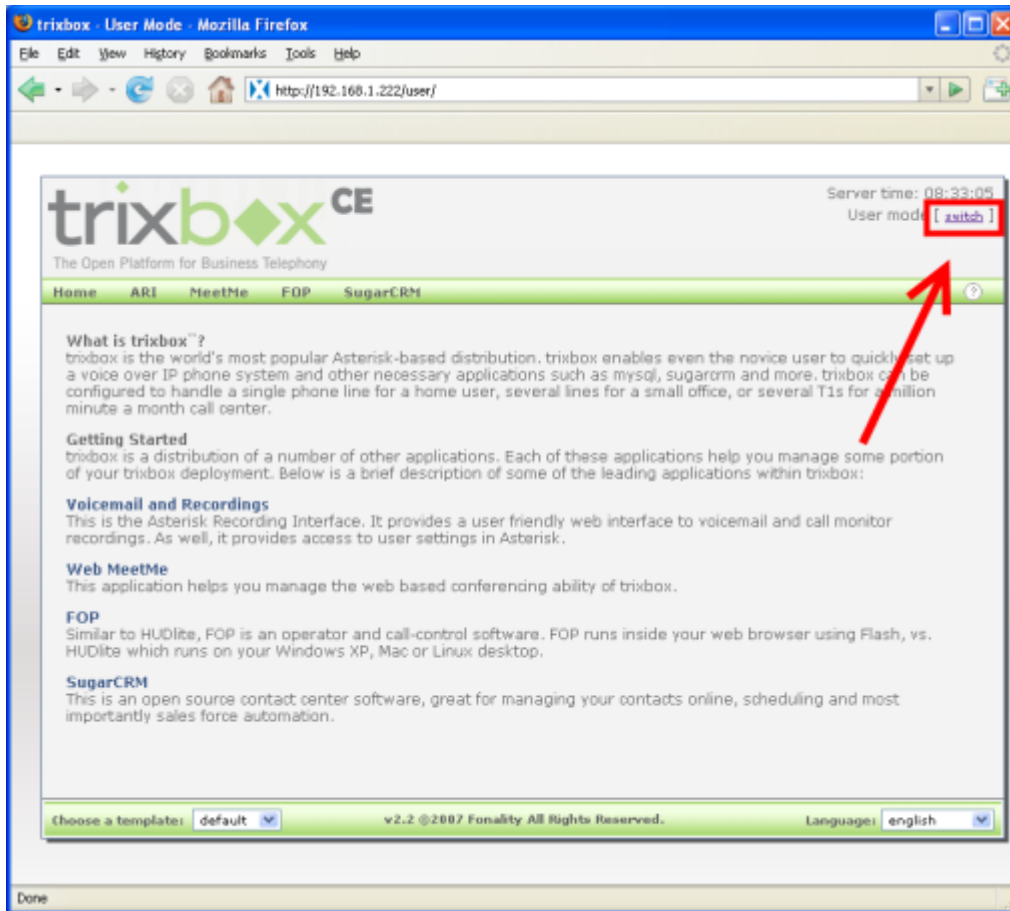 trixbox - User Mode - Mozilla Firefox
File Edit View History Bookmarks Tools Help
http://192.168.1.222/user/
trixbox CE
The Open Platform for Business Telephony
Server time: 08:33:05
User mode [ switch ]
Home ARI MeetMe FOP SugarCRM ?
What is trixbox¨?
trixbox is the world's most popular Asterisk-based distribution. trixbox enables even the novice user to quickly set up
a voice over IP phone system and other necessary applications such as mysql, sugarcrm and more. trixbox can be
configured to handle a single phone line for a home user, several lines for a small office, or several T1s for a million
minute a month call center.
Getting Started
trixbox is a distribution of a number of other applications. Each of these applications help you manage some portion
of your trixbox deployment. Below is a brief description of some of the leading applications within trixbox:
Voicemail and Recordings
This is the Asterisk Recording Interface. It provides a user friendly web interface to voicemail and call monitor
recordings. As well, it provides access to user settings in Asterisk.
Web MeetMe
This application helps you manage the web based conferencing ability of trixbox.
FOP
Similar to HUDlite, FOP is an operator and call-control software. FOP runs inside your web browser using Flash, vs.
HUDlite which runs on your Windows XP, Mac or Linux desktop.
SugarCRM
This is an open source contact center software, great for managing your contacts online, scheduling and most
importantly sales force automation.
Choose a template: default v2.2 ©2007 Fonality All Rights Reserved. Language: english
Done